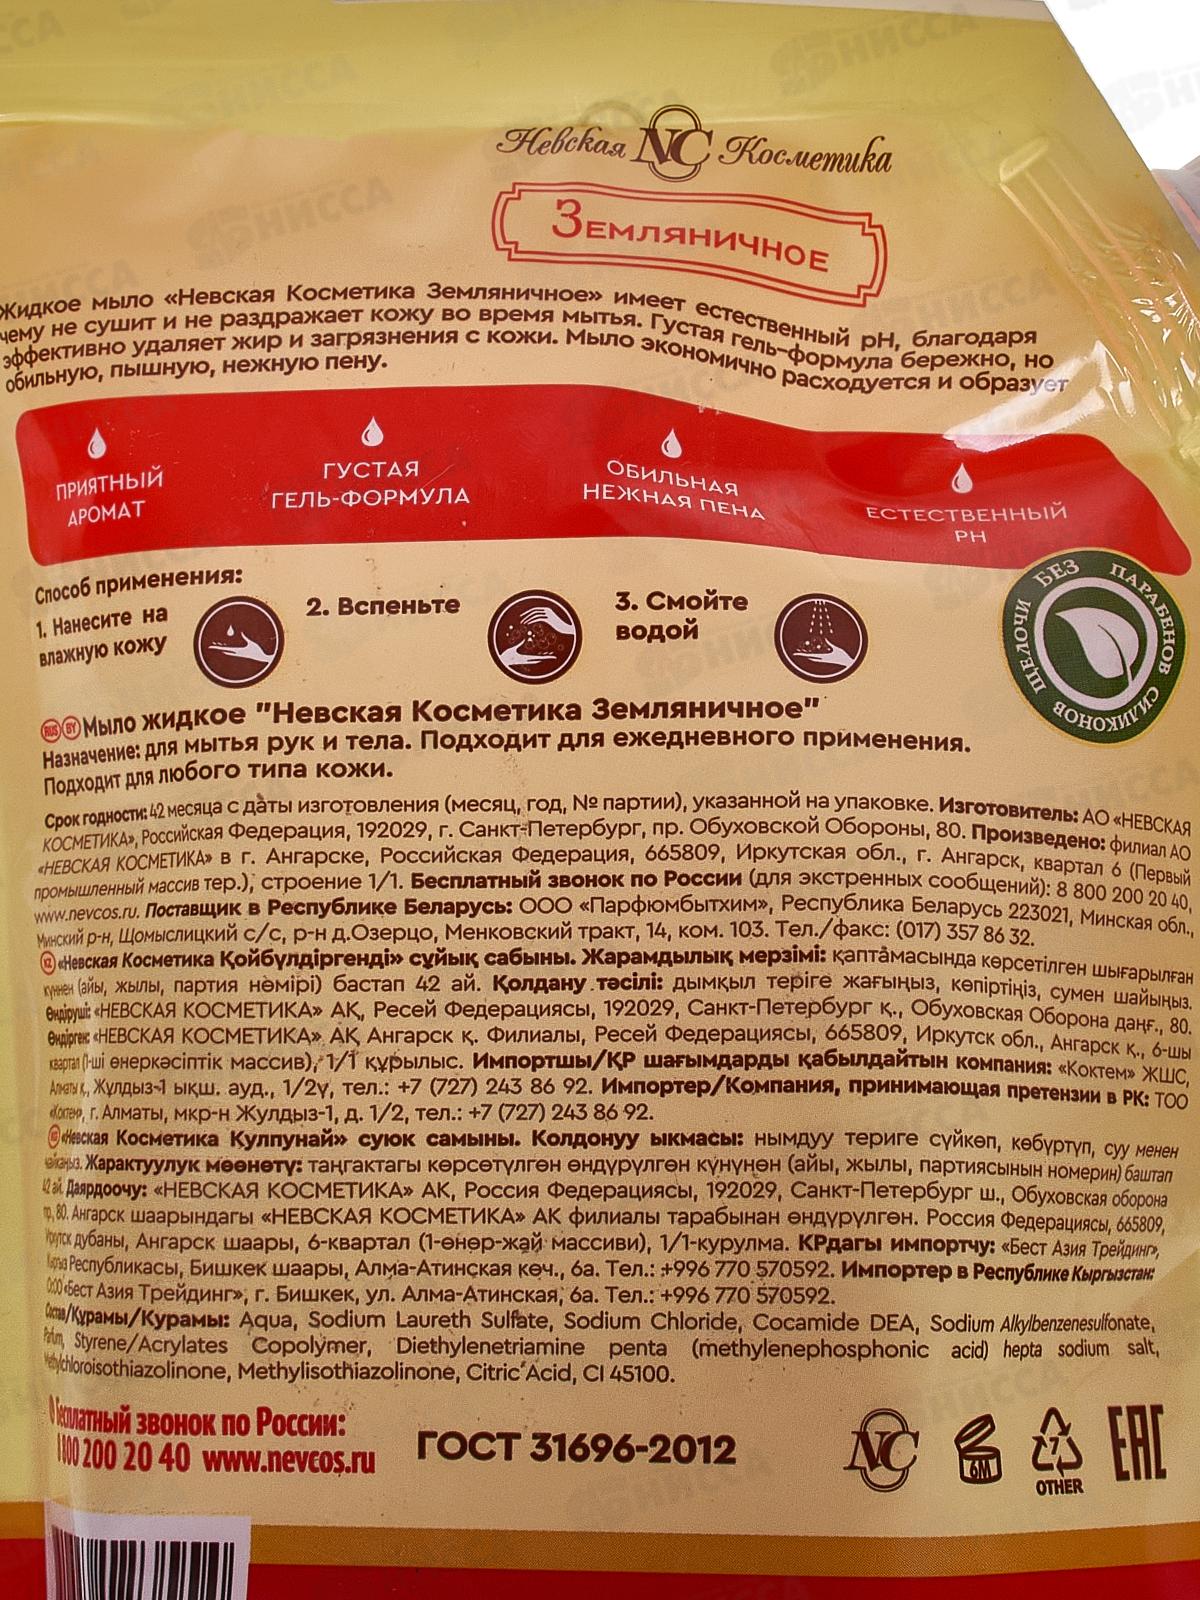 Невская NC Косметика
Земляничное
Жидкое мыло «Невская Косметика Земляничное» имеет естественный pH, благодаря
чему не сушит и не раздражает кожу во время мытья. Густая гель-формула бережно, но
эффективно удаляет жир и загрязнения с кожи. Мыло экономично расходуется и образует
обильную, пышную, нежную пену.
ПРИЯТНЫЙ
АРОМАТ
ГУСТАЯ
ГЕЛЬ-ФОРМУЛА
ОБИЛЬНАЯ
НЕЖНАЯ ПЕНА
ЕСТЕСТВЕННЫЙ
PH
Способ применения:
1. Нанесите на
влажную кожу
2. Вспеньте
3. Смойте
водой
БЕЗ ПАРАБЕНОВ СИЛИКОНОВ ЩЕЛОЧИ
RUS BY Мыло жидкое "Невская Косметика Земляничное"
Назначение: для мытья рук и тела. Подходит для ежедневного применения.
Подходит для любого типа кожи.
Срок годности: 42 месяца с даты изготовления (месяц, год, № партии), указанной на упаковке. Изготовитель: АО «НЕВСКАЯ
КОСМЕТИКА», Российская Федерация, 192029, г. Санкт-Петербург, пр. Обуховской Обороны, 80. Произведено: филиал АО
«НЕВСКАЯ КОСМЕТИКА» в г. Ангарске, Российская Федерация, 665809, Иркутская обл., г. Ангарск, квартал 6 (Первый
промышленный массив тер.), строение 1/1. Бесплатный звонок по России (для экстренных сообщений): 8 800 200 20 40,
www.nevcos.ru. Поставщик в Республике Беларусь: ООО «Парфюмбытхим», Республика Беларусь 223021, Минская обл.,
Минский р-н, Щомыслицкий с/с, р-н д.Озерцо, Менковский тракт, 14, ком. 103. Тел./факс: (017) 357 86 32.
KZ «Невская Косметика Қойбүлдіргенді» сұйық сабыны. Жарамдылық мерзімі: қаптамасында көрсетілген шығарылған
күннен (айы, жылы, партия нөмірі) бастап 42 ай. Қолдану тәсілі: дымқыл теріге жағыңыз, көпіртіңіз, сумен шайыңыз.
Өндіруші: «НЕВСКАЯ КОСМЕТИКА» АҚ, Ресей Федерациясы, 192029, Санкт-Петербург қ., Обуховская Оборона даңғ., 80.
Өндірген: «НЕВСКАЯ КОСМЕТИКА» АҚ Ангарск қ. Филиалы, Ресей Федерациясы, 665809, Иркутск обл., Ангарск қ., 6-шы
квартал (1-ші өнеркәсіптік массив), 1/1 құрылыс. Импортшы/ҚР шағымдарды қабылдайтын компания: «Коктем» ЖШС,
Алматы қ., Жулдыз-1 ықш. ауд., 1/2ү, тел.: +7 (727) 243 86 92. Импортер/Компания, принимающая претензии в РК: ТОО
«Коктем», г. Алматы, мкр-н Жулдыз-1, д. 1/2, тел.: +7 (727) 243 86 92.
KG «Невская Косметика Кулпунай» суюк самыны. Колдонуу ыкмасы: нымдуу териге сүйкөп, көбүртүп, суу менен
чайкаңыз. Жарактуулук мөөнөтү: таңгактагы көрсөтүлгөн өндүрүлгөн күнүнөн (айы, жылы, партиясынын номерин) баштап
42 ай. Даярдоочу: «НЕВСКАЯ КОСМЕТИКА» АК, Россия Федерациясы, 192029, Санкт-Петербург ш., Обуховская оборона
пр., 80. Ангарск шаарындагы «НЕВСКАЯ КОСМЕТИКА» АК филиалы тарабынан өндүрүлгөн. Россия Федерациясы, 665809,
Иркутск дубаны, Ангарск шаары, 6-квартал (1-өнөр-жай массиви), 1/1-курулма. КРдагы импортчу: «Бест Азия Трейдинг»,
Кыргыз Республикасы, Бишкек шаары, Алма-Атинская көч., 6а. Тел.: +996 770 570592. Импортер в Республике Кыргызстан:
ОсОО «Бест Азия Трейдинг», г. Бишкек, ул. Алма-Атинская, 6а. Тел.: +996 770 570592.
Состав/Құрамы/Курамы: Aqua, Sodium Laureth Sulfate, Sodium Chloride, Cocamide DEA, Sodium Alkylbenzenesulfonate,
Parfum, Styrene/Acrylates Copolymer, Diethylenetriamine penta (methylenephosphonic acid) hepta sodium salt,
Methylchloroisothiazolinone, Methylisothiazolinone, Citric Acid, CI 45100.
Бесплатный звонок по России:
8 800 200 20 40 www.nevcos.ru
ГОСТ 31696-2012
NC
6M
7
OTHER
EAC